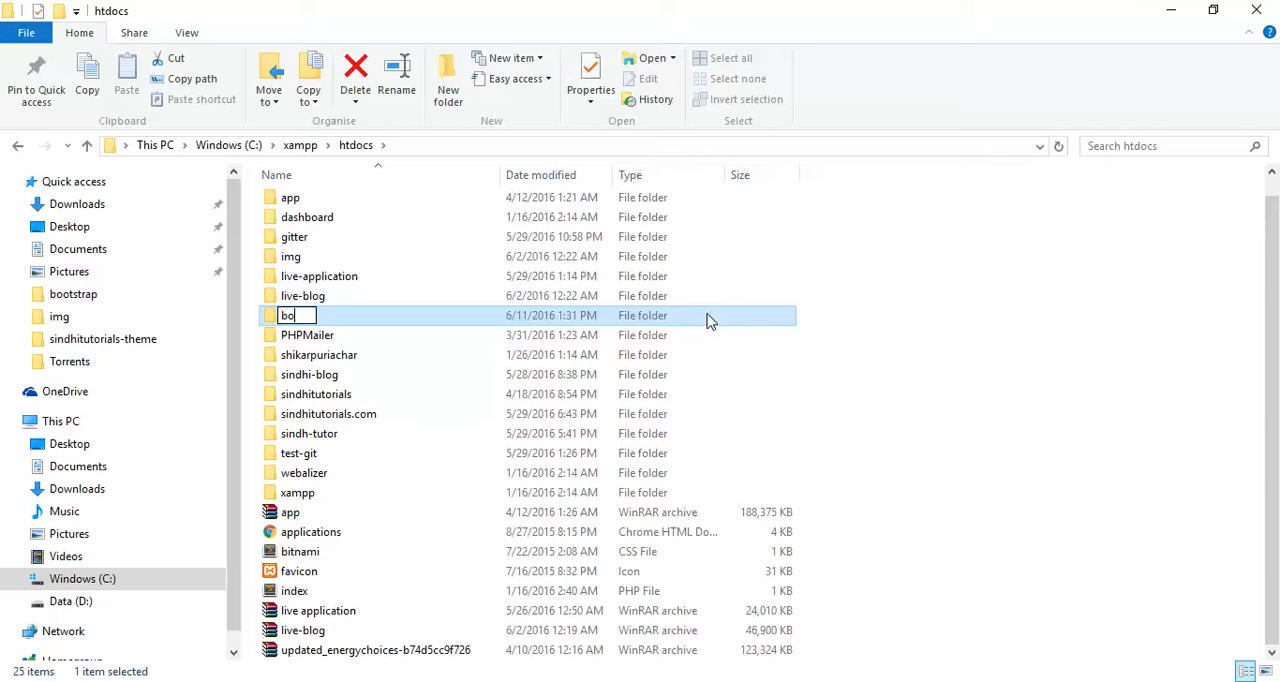 htdocs
File Home Share View
Pin to Quick access
Copy
Paste
Cut
Copy path
Paste shortcut
Clipboard
Move to
Copy to
Delete
Rename
Organise
New folder
New item
Easy access
New
Properties
Open
Edit
History
Open
Select all
Select none
Invert selection
Select
This PC Windows (C:) xampp htdocs
Search htdocs
Quick access
Downloads
Desktop
Documents
Pictures
bootstrap
img
sindhitutorials-theme
Torrents
OneDrive
This PC
Desktop
Documents
Downloads
Music
Pictures
Videos
Windows (C:)
Data (D:)
Network
Name Date modified Type Size
app 4/12/2016 1:21 AM File folder
dashboard 1/16/2016 2:14 AM File folder
gitter 5/29/2016 10:58 PM File folder
img 6/2/2016 12:22 AM File folder
live-application 5/29/2016 1:14 PM File folder
live-blog 6/2/2016 12:22 AM File folder
bo 6/11/2016 1:31 PM File folder
PHPMailer 3/31/2016 1:23 AM File folder
shikarpuriachar 1/26/2016 1:14 AM File folder
sindhi-blog 5/28/2016 8:38 PM File folder
sindhitutorials 4/18/2016 8:54 PM File folder
sindhitutorials.com 5/29/2016 6:43 PM File folder
sindh-tutor 5/29/2016 5:41 PM File folder
test-git 5/29/2016 1:26 PM File folder
webalizer 1/16/2016 2:14 AM File folder
xampp 1/16/2016 2:14 AM File folder
app 4/12/2016 1:26 AM WinRAR archive 188,375 KB
applications 8/27/2015 8:15 PM Chrome HTML Do... 4 KB
bitnami 7/22/2015 2:08 AM CSS File 1 KB
favicon 7/16/2015 8:32 PM Icon 31 KB
index 1/16/2016 2:40 AM PHP File 1 KB
live application 5/26/2016 12:50 AM WinRAR archive 24,010 KB
live-blog 6/2/2016 12:19 AM WinRAR archive 46,900 KB
updated_energychoices-b74d5cc9f726 4/10/2016 12:16 AM WinRAR archive 123,324 KB
25 items 1 item selected